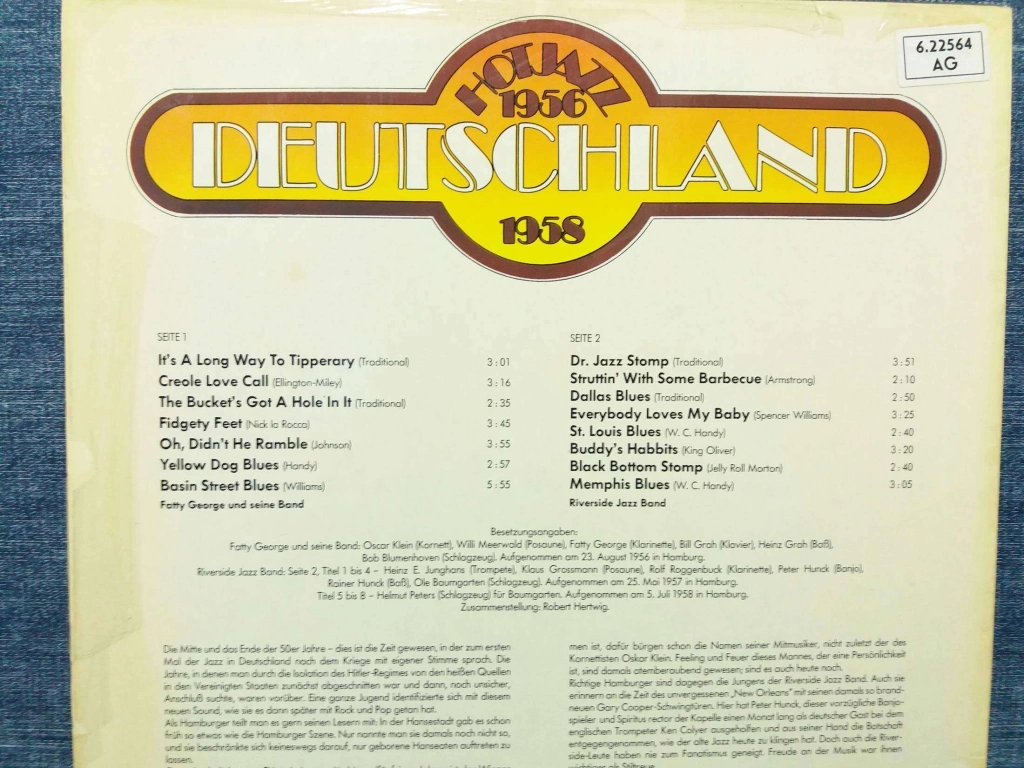 6.22564
AG
HOT JAZZ
1956
DEUTSCHLAND
1958
SEITE 1
It's A Long Way To Tipperary (Traditional) 3:01
Creole Love Call (Ellington-Miley) 3:16
The Bucket's Got A Hole In It (Traditional) 2:35
Fidgety Feet (Nick la Rocca) 3:45
Oh, Didn't He Ramble (Johnson) 3:55
Yellow Dog Blues (Handy) 2:57
Basin Street Blues (Williams) 5:55
Fatty George und seine Band
SEITE 2
Dr. Jazz Stomp (Traditional) 3:51
Struttin' With Some Barbecue (Armstrong) 2:10
Dallas Blues (Traditional) 2:50
Everybody Loves My Baby (Spencer Williams) 3:25
St. Louis Blues (W. C. Handy) 2:40
Buddy's Habbits (King Oliver) 3:20
Black Bottom Stomp (Jelly Roll Morton) 2:40
Memphis Blues (W. C. Handy) 3:05
Riverside Jazz Band
Besetzungsangaben:
Fatty George und seine Band: Oscar Klein (Kornett), Willi Meerwald (Posaune), Fatty George (Klarinette), Bill Grah (Klavier), Heinz Grah (Baß),
Bob Blumenhoven (Schlagzeug). Aufgenommen am 23. August 1956 in Hamburg.
Riverside Jazz Band: Seite 2, Titel 1 bis 4 – Heinz E. Junghans (Trompete), Klaus Grossmann (Posaune), Rolf Roggenbuck (Klarinette), Peter Hunck (Banjo),
Rainer Hunck (Baß), Ole Baumgarten (Schlagzeug). Aufgenommen am 25. Mai 1957 in Hamburg.
Titel 5 bis 8 – Helmut Peters (Schlagzeug) für Baumgarten. Aufgenommen am 5. Juli 1958 in Hamburg.
Zusammenstellung: Robert Hertwig.
Die Mitte und das Ende der 50er Jahre – dies ist die Zeit gewesen, in der zum ersten
Mal der Jazz in Deutschland nach dem Kriege mit eigener Stimme sprach. Die
Jahre, in denen man durch die Isolation des Hitler-Regimes von den heißen Quellen
in den Vereinigten Staaten zunächst abgeschnitten war und dann, noch unsicher,
Anschluß suchte, waren vorüber. Eine ganze Jugend identifizierte sich mit diesem
neuen Sound, wie sie es dann später mit Rock und Pop getan hat.
Als Hamburger teilt man es gern seinen Lesern mit: In der Hansestadt gab es schon
früh so etwas wie die Hamburger Szene. Nur nannte man sie damals noch nicht so,
und sie beschränkte sich keineswegs darauf, nur geborene Hanseaten auftreten zu
lassen.
men ist, dafür bürgen schon die Namen seiner Mitmusiker, nicht zuletzt der des
Kornettisten Oskar Klein. Feeling und Feuer dieses Mannes, der eine Persönlichkeit
ist, sind damals atemberaubend gewesen; sind es auch heute noch.
Richtige Hamburger sind dagegen die Jungens der Riverside Jazz Band. Auch sie
erinnern an die Zeit des unvergessenen „New Orleans" mit seinen damals so brand-
neuen Gary Cooper-Schwingtüren. Hier hat Peter Hunck, dieser vorzügliche Banjo-
spieler und Spiritus rector der Kapelle einen Monat lang als deutscher Gast bei dem
englischen Trompeter Ken Colyer ausgeholfen und aus seiner Hand die Botschaft
entgegengenommen, wie der alte Jazz heute zu klingen hat. Doch auch die River-
side-Leute haben nie zum Fanatismus geneigt. Freude an der Musik war ihnen
wichtiger als Stiltreue.